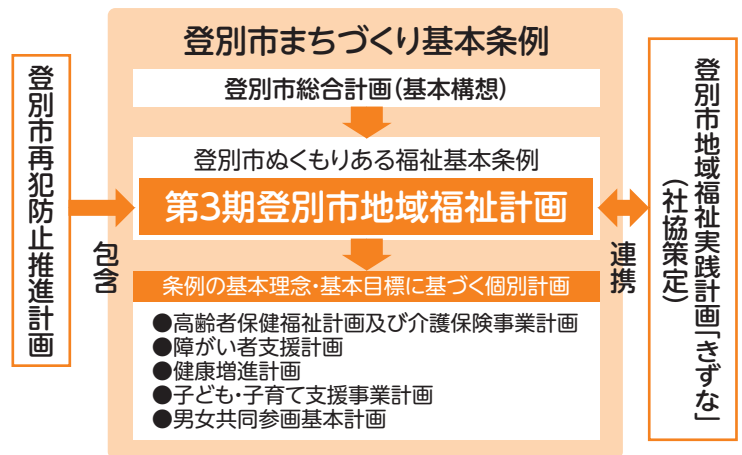 登別市まちづくり基本条例
登別市総合計画(基本構想)
登別市ぬくもりある福祉基本条例
第3期登別市地域福祉計画
登別市再犯防止推進計画
包含
連携
登別市地域福祉実践計画「きずな」
(社協策定)
条例の基本理念・基本目標に基づく個別計画
●高齢者保健福祉計画及び介護保険事業計画
●障がい者支援計画
●健康増進計画
●子ども・子育て支援事業計画
●男女共同参画基本計画